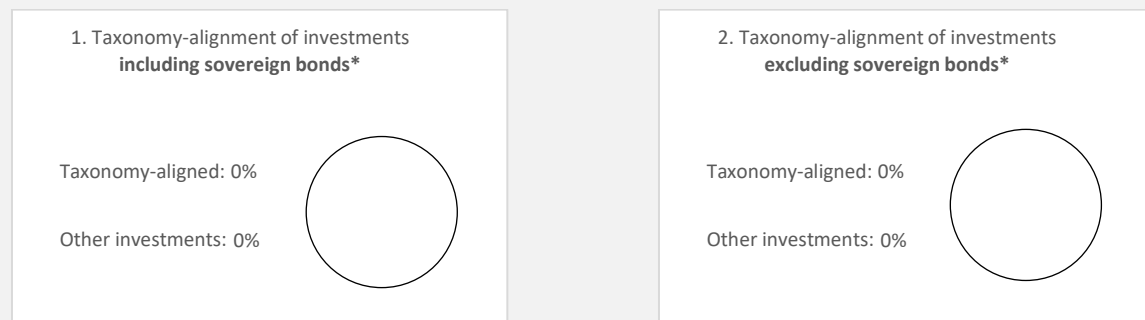 1. Taxonomy-alignment of investments
including sovereign bonds*
Taxonomy-aligned: 0%
Other investments: 0%
2. Taxonomy-alignment of investments
excluding sovereign bonds*
Taxonomy-aligned: 0%
Other investments: 0%